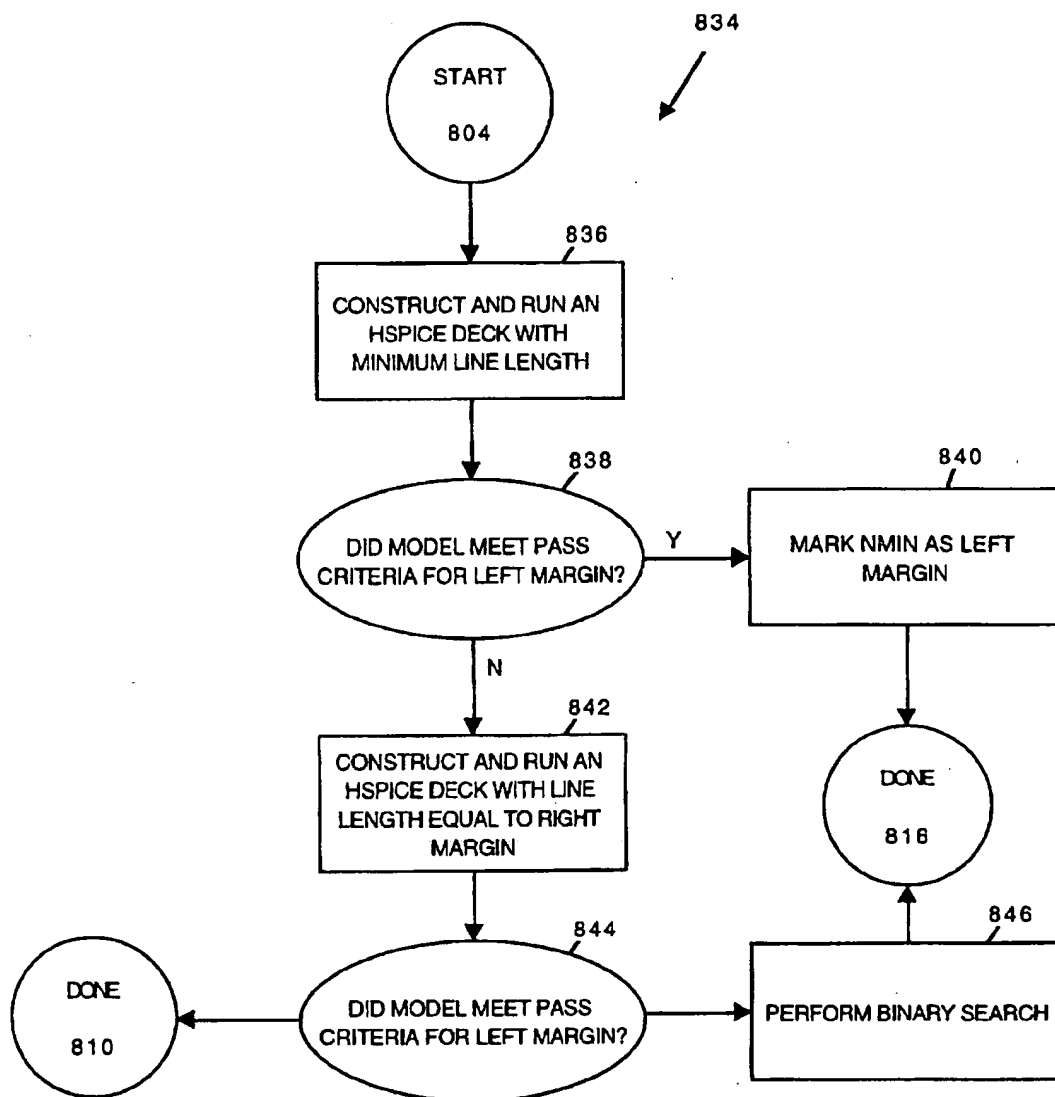 834
START
804
836
CONSTRUCT AND RUN AN
HSPICE DECK WITH
MINIMUM LINE LENGTH
838
DID MODEL MEET PASS
CRITERIA FOR LEFT MARGIN?
Y
840
MARK NMIN AS LEFT
MARGIN
N
842
CONSTRUCT AND RUN AN
HSPICE DECK WITH LINE
LENGTH EQUAL TO RIGHT
MARGIN
DONE
816
844
DID MODEL MEET PASS
CRITERIA FOR LEFT MARGIN?
846
PERFORM BINARY SEARCH
DONE
810